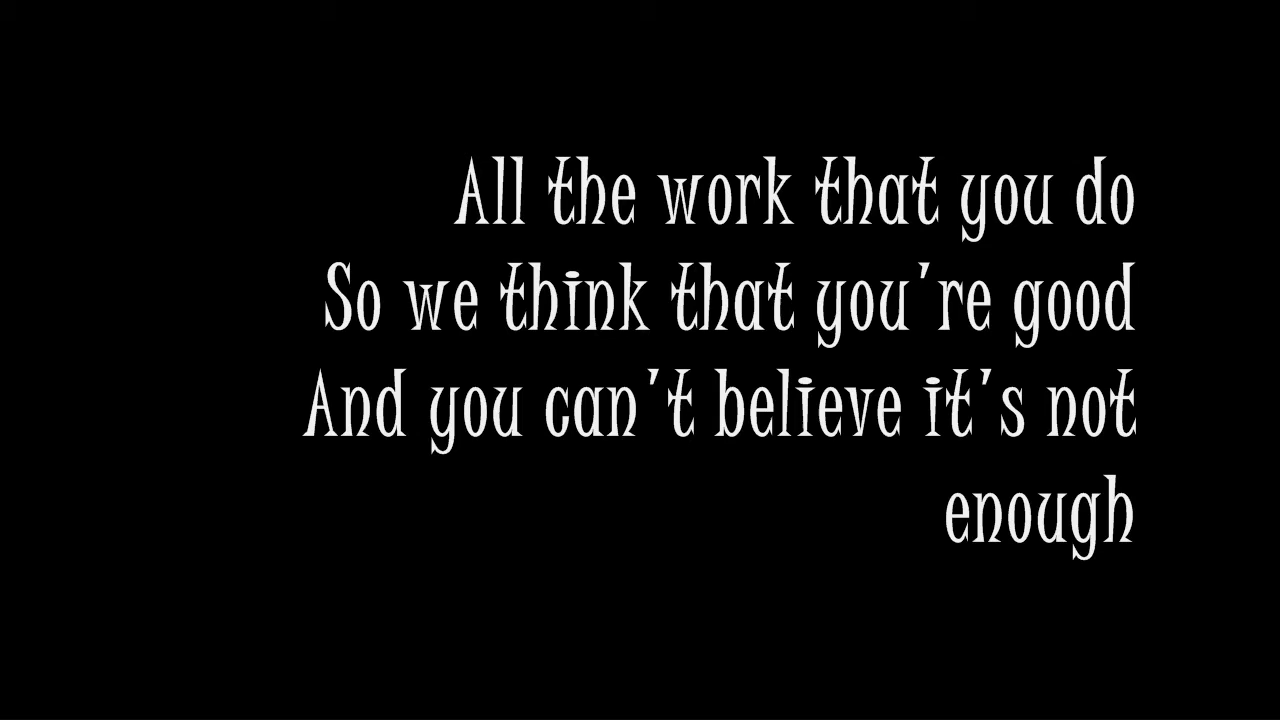 All the work that you do
So we think that you're good
And you can't believe it's not
enough